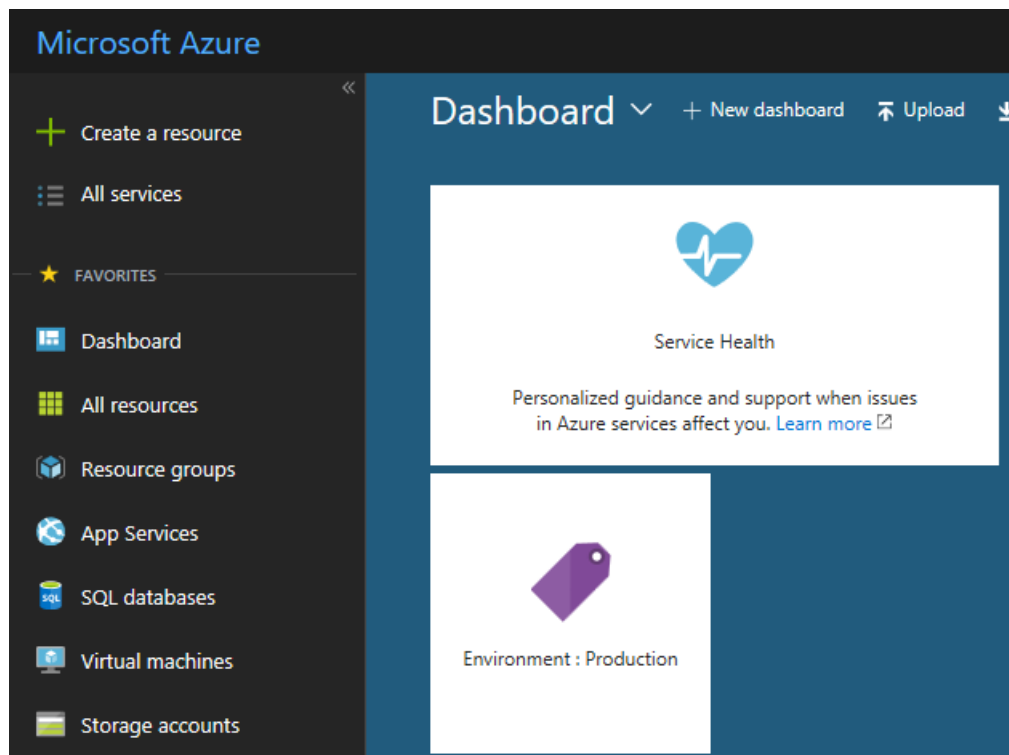 Microsoft Azure
Create a resource
All services
FAVORITES
Dashboard
All resources
Resource groups
App Services
SQL databases
Virtual machines
Storage accounts
Dashboard
New dashboard
Upload
Service Health
Personalized guidance and support when issues
in Azure services affect you. Learn more
Environment : Production
SQL